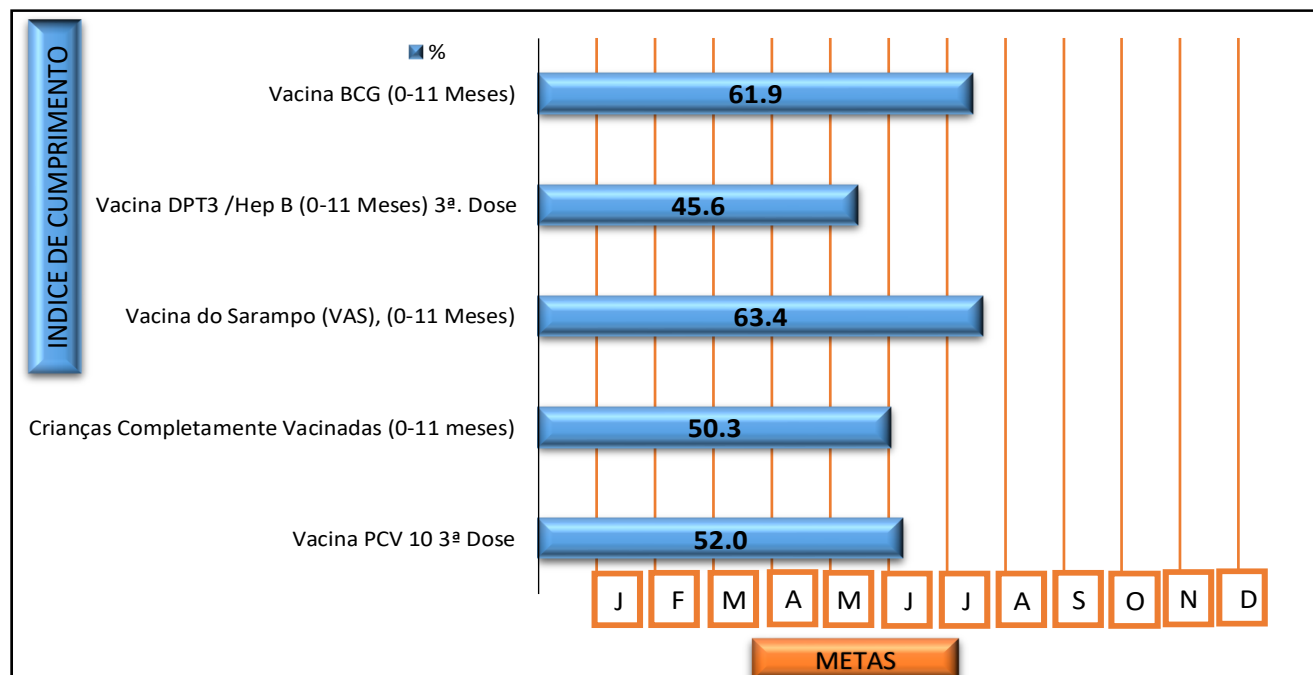 INDICE DE CUMPRIMENTO
%
Vacina BCG (0-11 Meses)
61.9
Vacina DPT3 /Hep B (0-11 Meses) 3ª. Dose
45.6
Vacina do Sarampo (VAS), (0-11 Meses)
63.4
Crianças Completamente Vacinadas (0-11 meses)
50.3
Vacina PCV 10 3ª Dose
52.0
J F M A M J J A S O N D
METAS